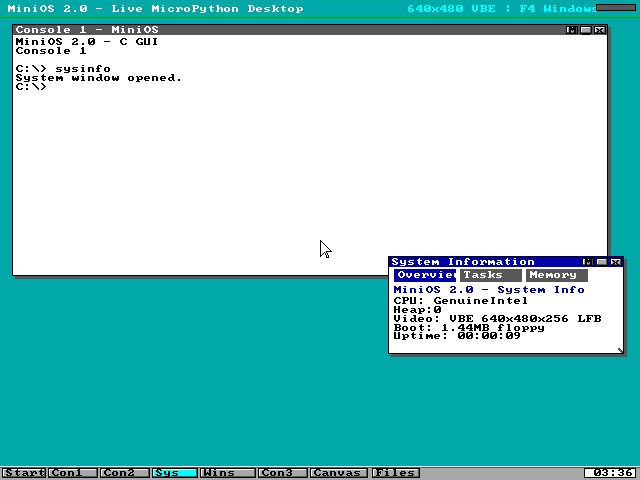 MiniOS 2.0 - Live MicroPython Desktop
640x480 VBE ¦ F4 Windows
Console 1 - MiniOS
M
X
MiniOS 2.0 - C GUI
Console 1
C:\> sysinfo
System window opened.
C:\>
System Information
M
X
Overvie
Tasks
Memory
MiniOS 2.0 - System Info
CPU: GenuineIntel
Heap:0
Video: VBE 640x480x256 LFB
Boot: 1.44MB floppy
Uptime: 00:00:09
Start
Con1
Con2
Sys
Wins
Con3
Canvas
Files
03:36